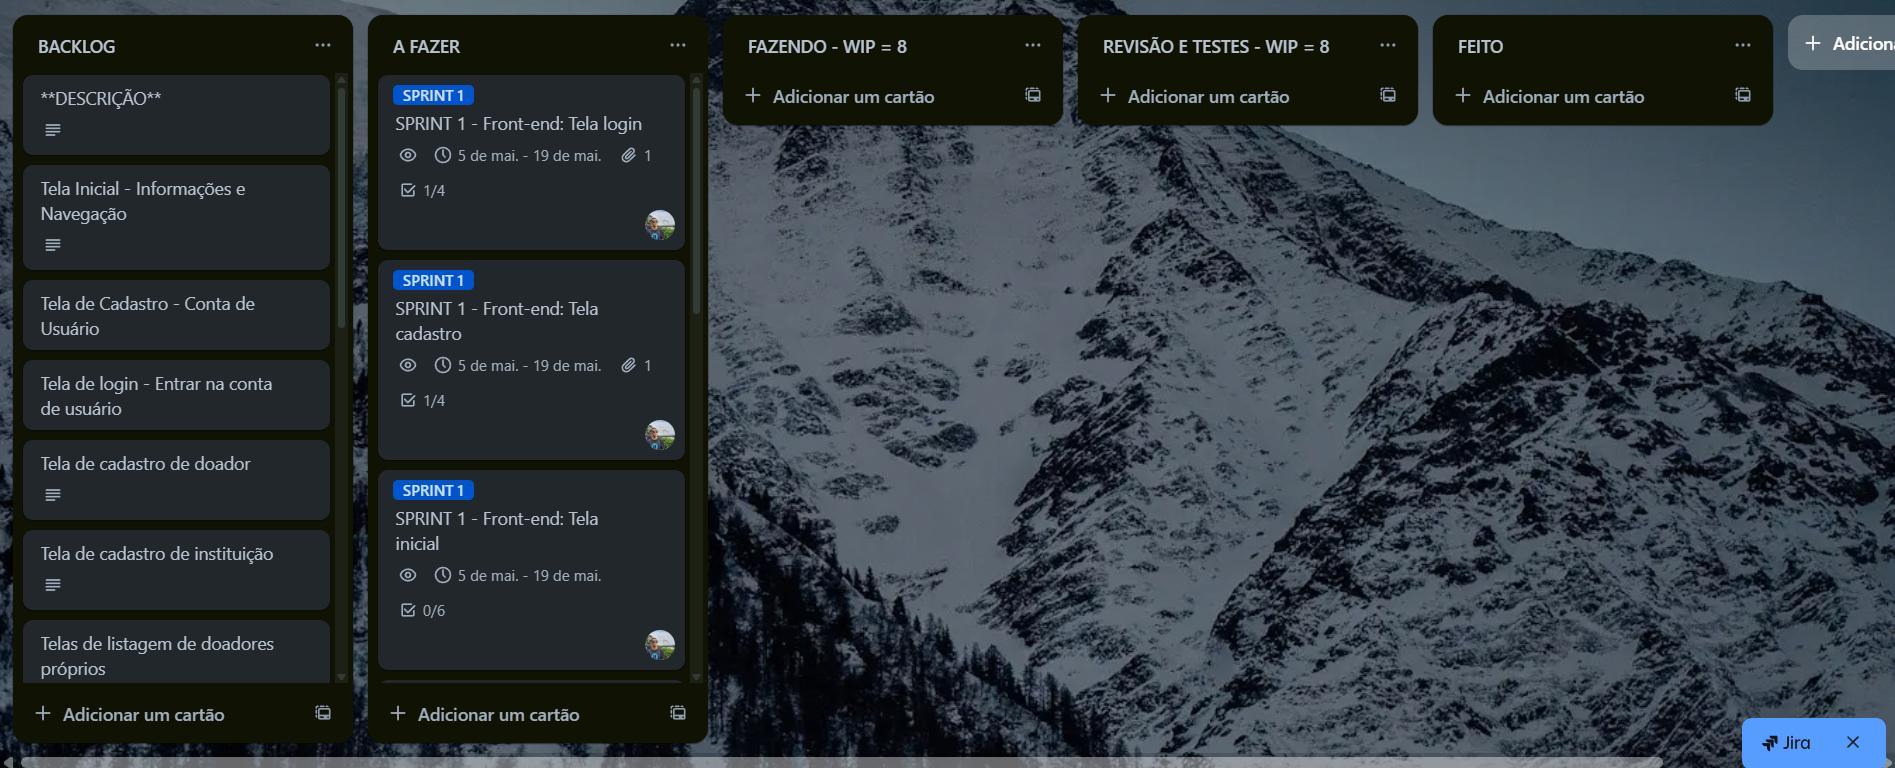 BACKLOG
**DESCRIÇÃO**
Tela Inicial - Informações e
Navegação
Tela de Cadastro - Conta de
Usuário
Tela de login - Entrar na conta
de usuário
Tela de cadastro de doador
Tela de cadastro de instituição
Telas de listagem de doadores
próprios
Adicionar um cartão
A FAZER
SPRINT 1
SPRINT 1 - Front-end: Tela login
5 de mai. - 19 de mai.
1
1/4
SPRINT 1
SPRINT 1 - Front-end: Tela
cadastro
5 de mai. - 19 de mai.
1
1/4
SPRINT 1
SPRINT 1 - Front-end: Tela
inicial
5 de mai. - 19 de mai.
0/6
Adicionar um cartão
FAZENDO - WIP = 8
Adicionar um cartão
REVISÃO E TESTES - WIP = 8
Adicionar um cartão
FEITO
Adicionar um cartão
Adiciona
Jira